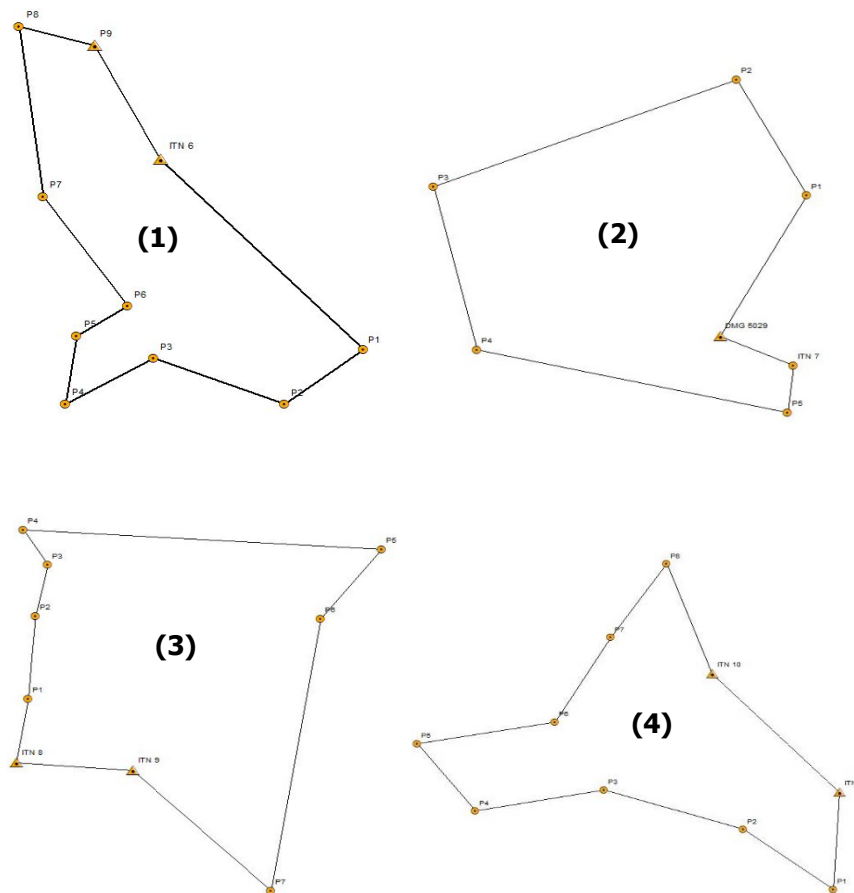 P8
P9
ITN 6
P7
(1)
P6
P5
P3
P1
P4
P2
P2
P3
P1
(2)
DMG 5029
P4
ITN 7
P5
P4
P5
P3
P2
P6
(3)
P1
ITN 8
ITN 9
P7
P8
P7
ITN 10
P6
(4)
P5
P3
ITN
P4
P2
P1